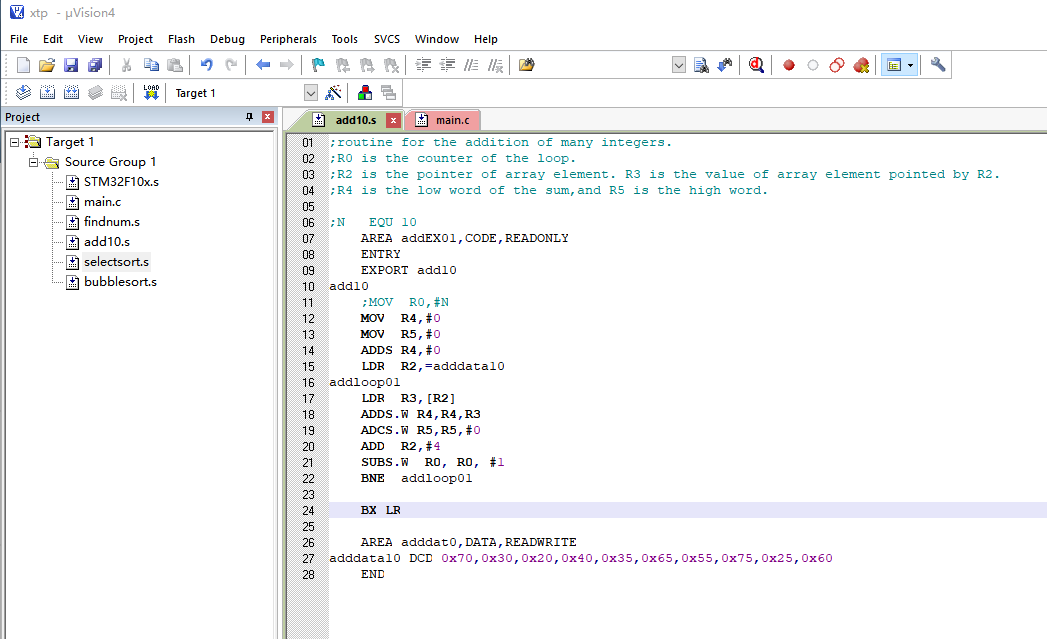 xtp - µVision4
File Edit View Project Flash Debug Peripherals Tools SVCS Window Help
LOAD Target 1
Project
add10.s main.c
Target 1
Source Group 1
STM32F10x.s
main.c
findnum.s
add10.s
selectsort.s
bubblesort.s
01 ;routine for the addition of many integers.
02 ;R0 is the counter of the loop.
03 ;R2 is the pointer of array element. R3 is the value of array element pointed by R2.
04 ;R4 is the low word of the sum,and R5 is the high word.
05
06 ;N   EQU 10
07     AREA addEX01,CODE,READONLY
08     ENTRY
09     EXPORT add10
10 add10
11     ;MOV  R0,#N
12     MOV  R4,#0
13     MOV  R5,#0
14     ADDS R4,#0
15     LDR  R2,=adddata10
16 addloop01
17     LDR  R3,[R2]
18     ADDS.W R4,R4,R3
19     ADCS.W R5,R5,#0
20     ADD  R2,#4
21     SUBS.W  R0, R0, #1
22     BNE  addloop01
23
24     BX LR
25
26     AREA adddat0,DATA,READWRITE
27 adddata10 DCD 0x70,0x30,0x20,0x40,0x35,0x65,0x55,0x75,0x25,0x60
28     END